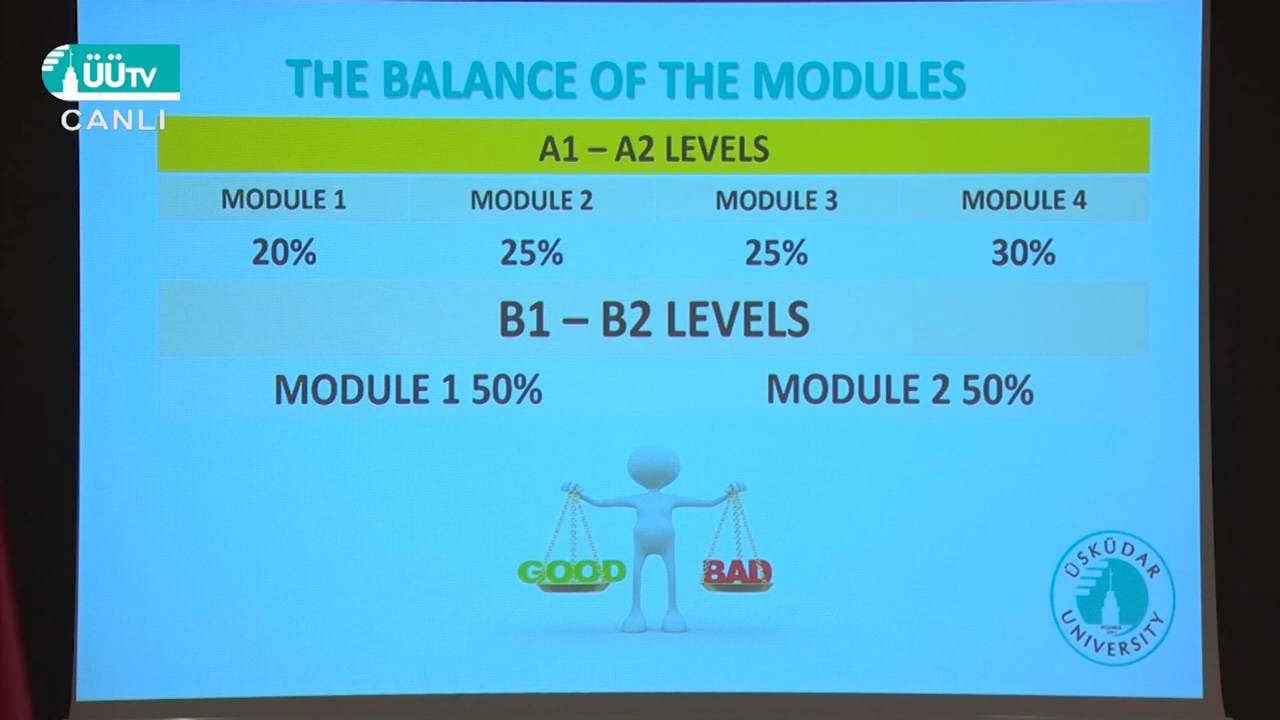 ÜÜTV
CANLI
THE BALANCE OF THE MODULES
A1 – A2 LEVELS
MODULE 1 MODULE 2 MODULE 3 MODULE 4
20% 25% 25% 30%
B1 – B2 LEVELS
MODULE 1 50% MODULE 2 50%
GOOD BAD
ÜSKÜDAR
UNIVERSITY